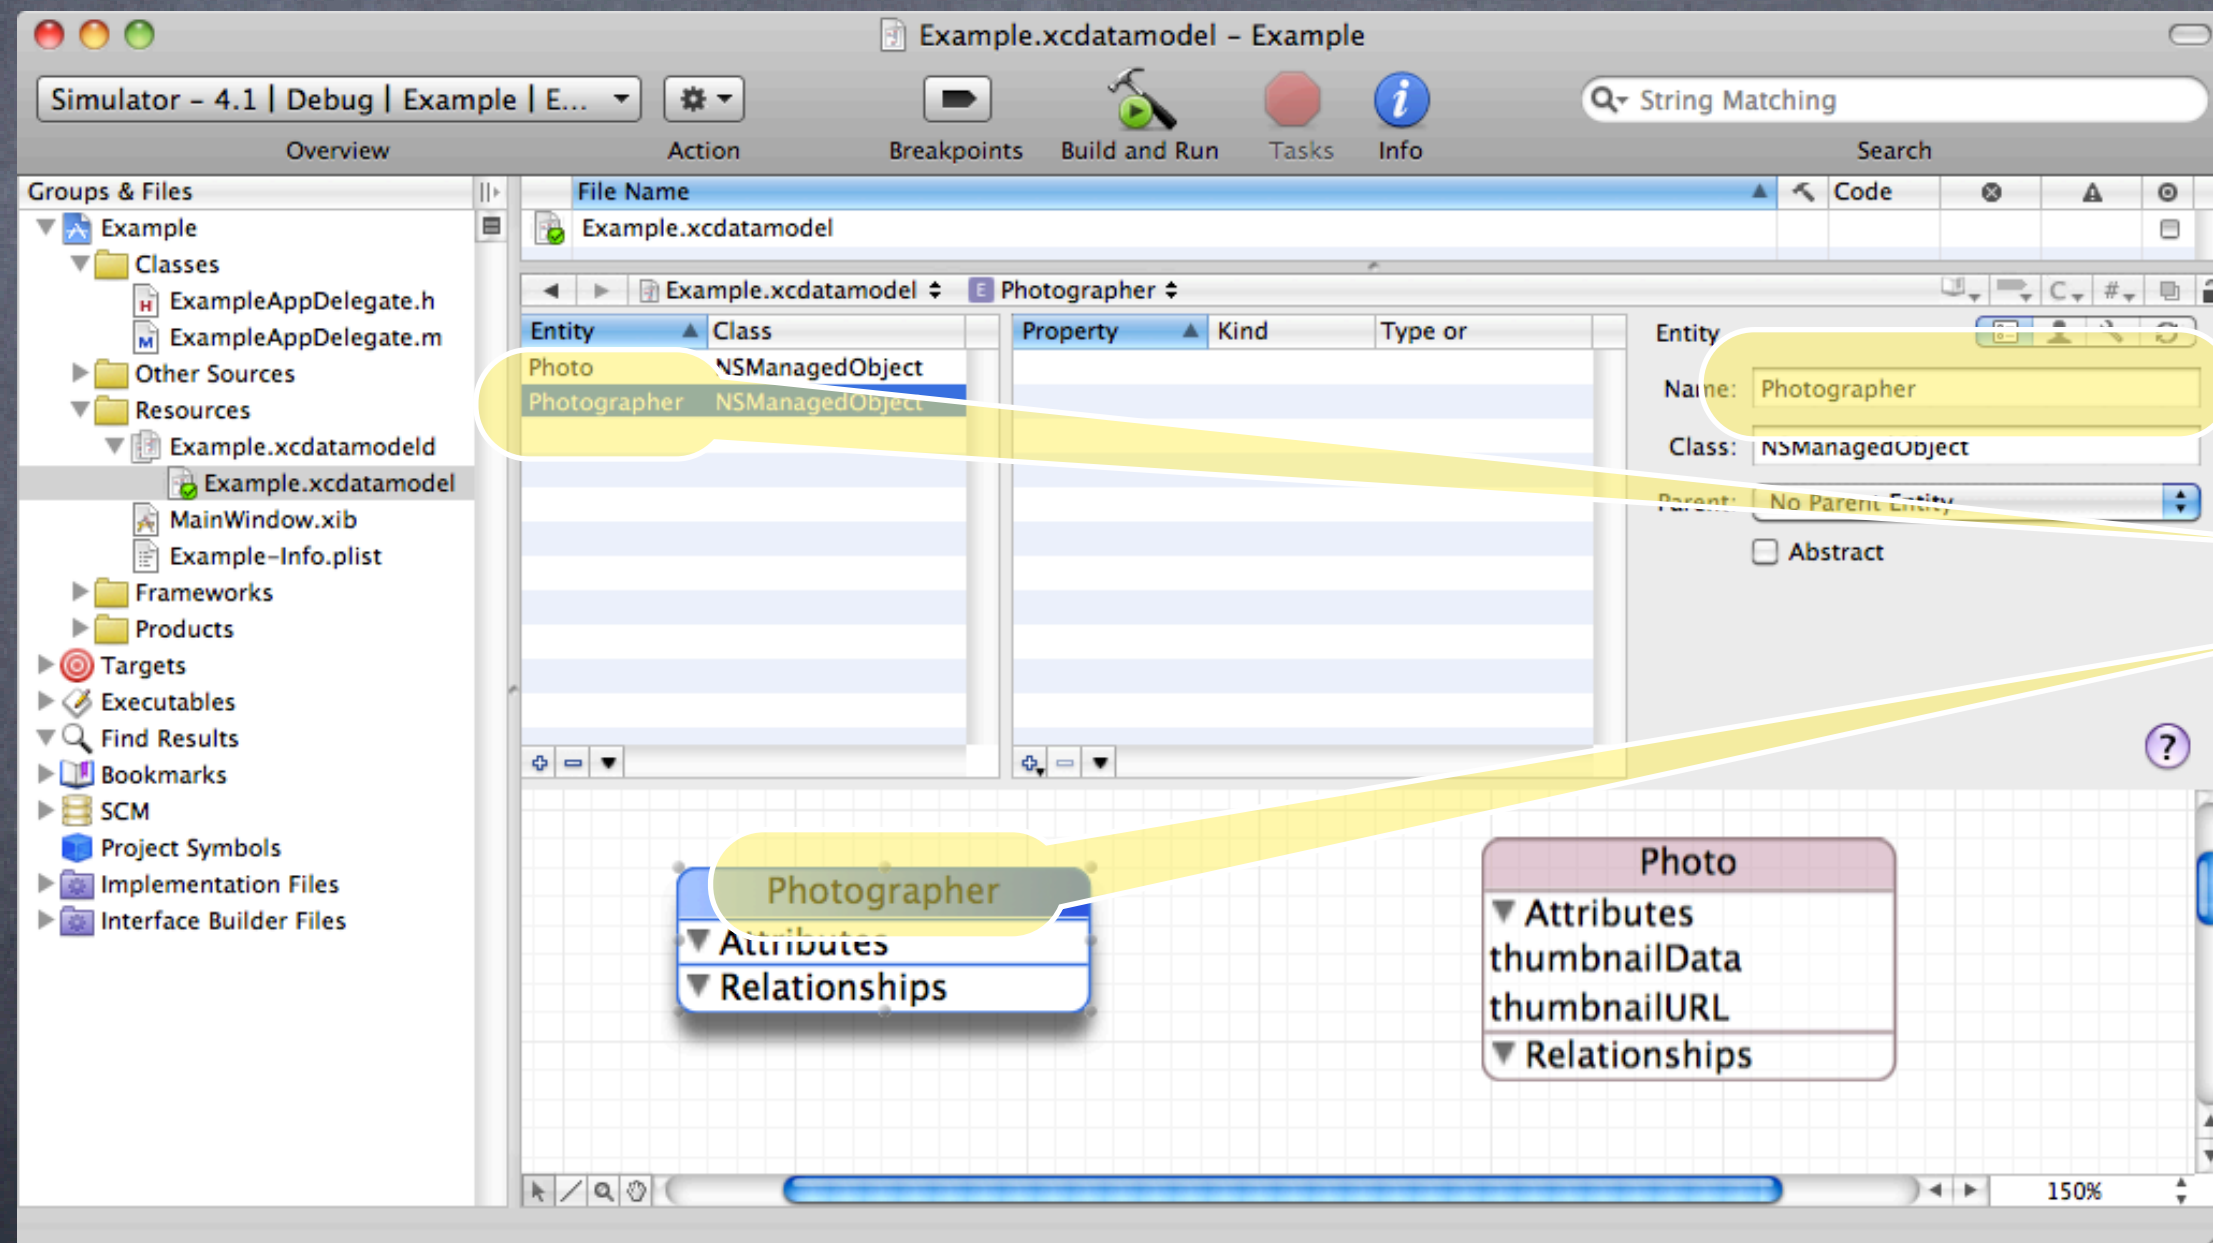 Example.xcdatamodel – Example
Simulator – 4.1 | Debug | Example | E...
String Matching
Overview
Action
Breakpoints
Build and Run
Tasks
Info
Search
Groups & Files
Example
Classes
ExampleAppDelegate.h
ExampleAppDelegate.m
Other Sources
Resources
Example.xcdatamodeld
Example.xcdatamodel
MainWindow.xib
Example-Info.plist
Frameworks
Products
Targets
Executables
Find Results
Bookmarks
SCM
Project Symbols
Implementation Files
Interface Builder Files
File Name
Code
Example.xcdatamodel
Example.xcdatamodel
E Photographer
C
#
Entity
Class
Photo
NSManagedObject
Photographer
NSManagedObject
Property
Kind
Type or
Entity
Name: Photographer
Class: NSManagedObject
Parent: No Parent Entity
Abstract
?
Photographer
Attributes
Relationships
Photo
Attributes
thumbnailData
thumbnailURL
Relationships
150%